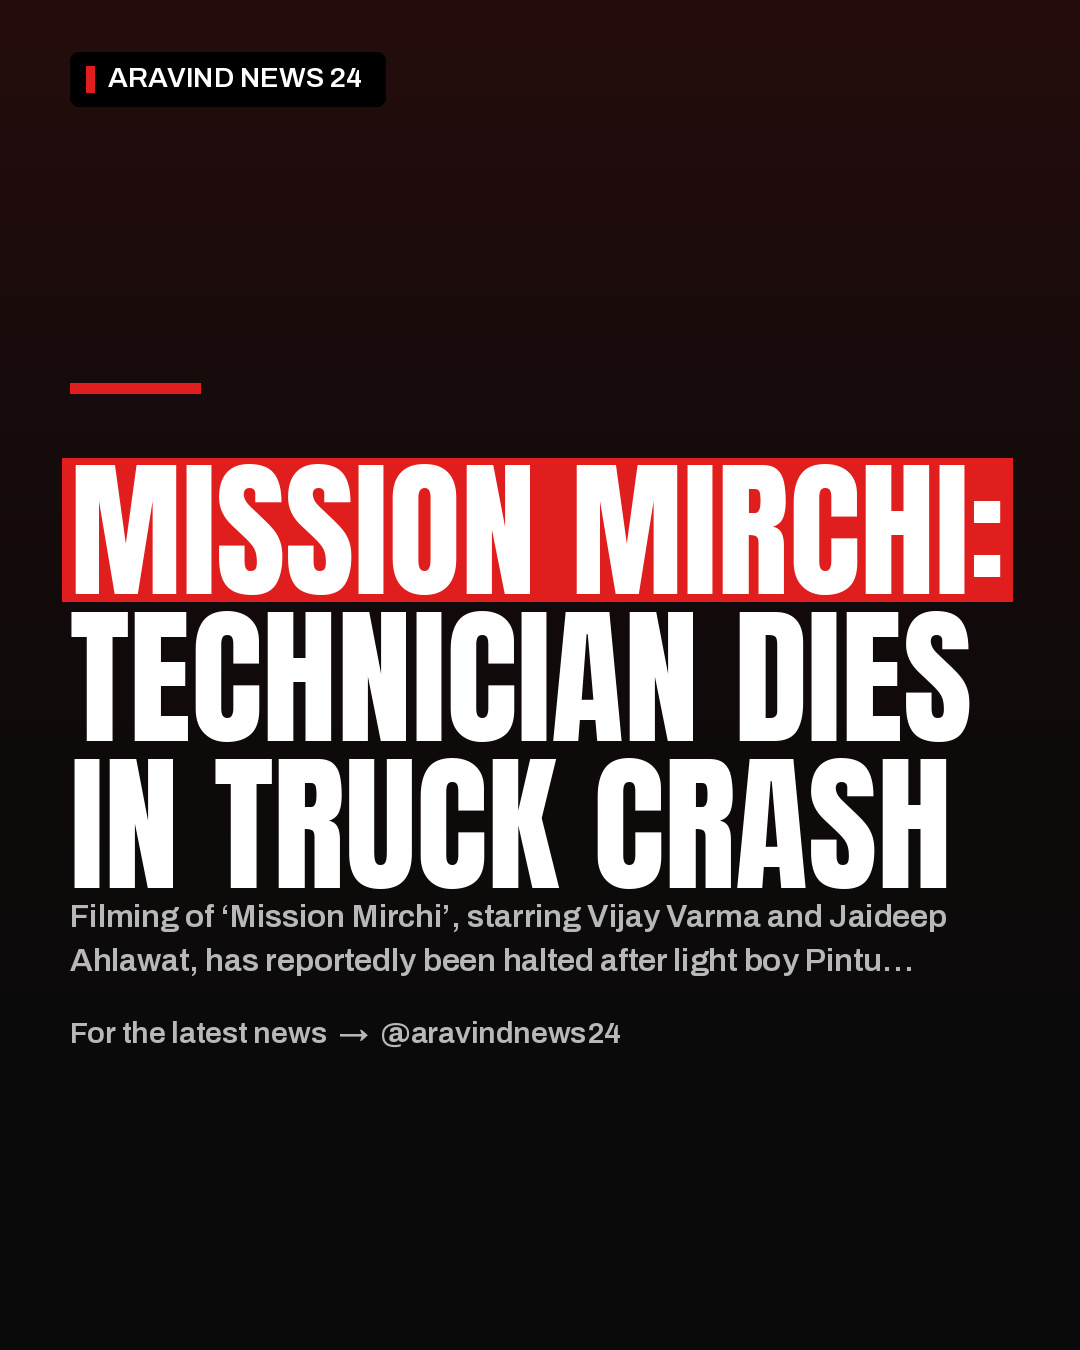 ARAVIND NEWS 24
MISSION MIRCHI:
TECHNICIAN DIES
IN TRUCK CRASH
Filming of ‘Mission Mirchi’, starring Vijay Varma and Jaideep
Ahlawat, has reportedly been halted after light boy Pintu…
For the latest news → @aravindnews24